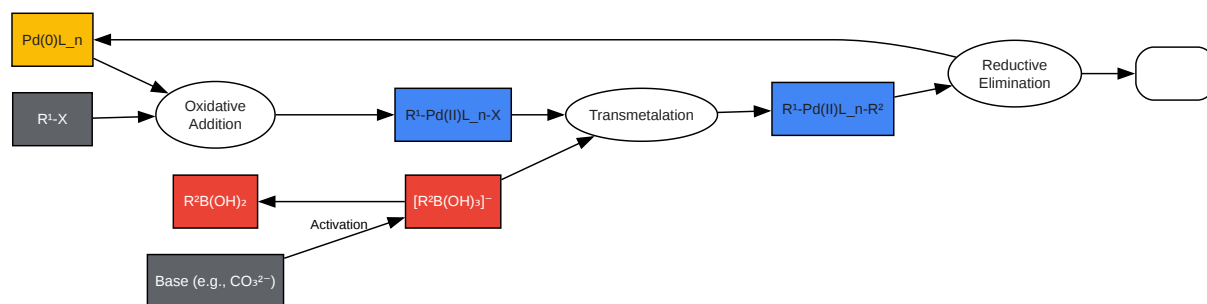 Pd(0)L_n
R¹-X
Oxidative
Addition
R¹-Pd(II)L_n-X
Transmetalation
R¹-Pd(II)L_n-R²
Reductive
Elimination
R²B(OH)₂
[R²B(OH)₃]⁻
Activation
Base (e.g., CO₃²⁻)